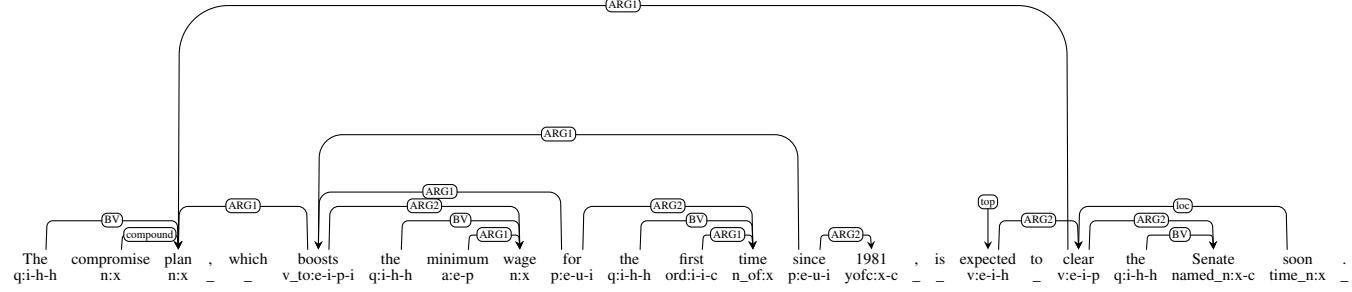 ARG1
ARG1
ARG1
top
ARG1 ARG2 ARG2 loc
BV BV BV ARG2 ARG2
compound ARG1 ARG1 ARG2 BV
The compromise plan , which boosts the minimum wage for the first time since 1981 , is expected to clear the Senate soon .
q:i-h-h n:x n:x _ _ v_to:e-i-p-i q:i-h-h a:e-p n:x p:e-u-i q:i-h-h ord:i-i-c n_of:x p:e-u-i yofc:x-c _ _ v:e-i-h _ v:e-i-p q:i-h-h named_n:x-c time_n:x _